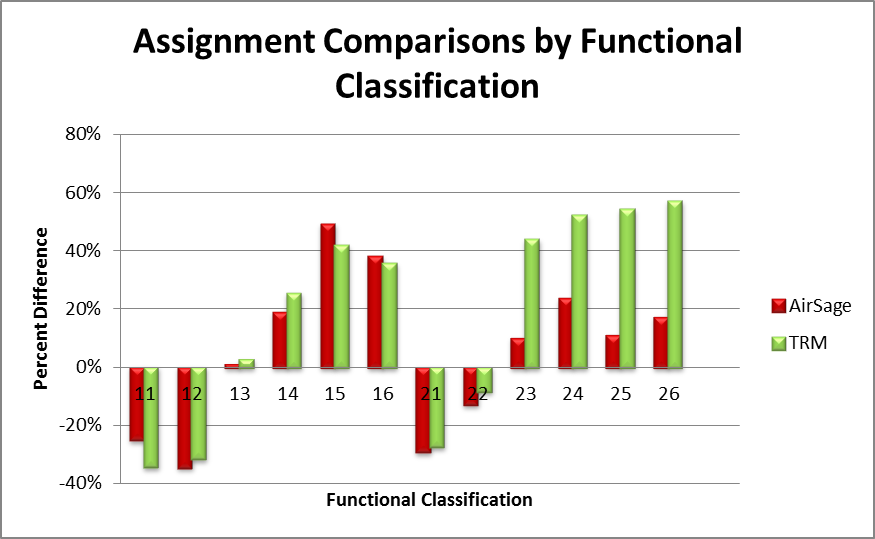 Assignment Comparisons by Functional
Classification
80%
60%
40%
20%
0%
-20%
-40%
Percent Difference
11 12 13 14 15 16 21 22 23 24 25 26
Functional Classification
AirSage
TRM